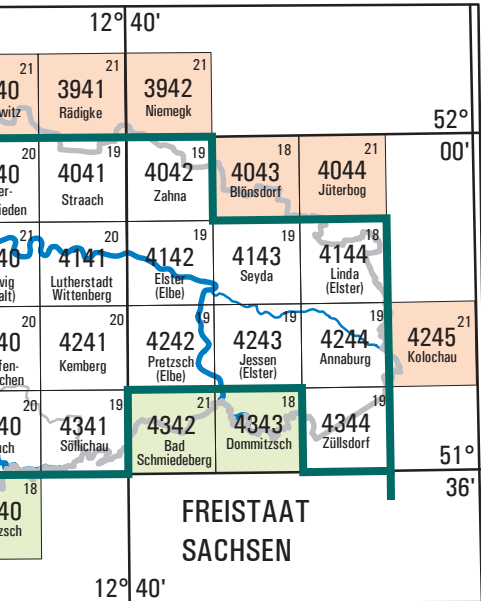 12° 40'
21 21 21
40 3941 3942
witz Rädigke Niemegk
52°
00'
20 19 19 18 21
40 4041 4042 4043 4044
er- Straach Zahna Blönsdorf Jüterbog
ieden
21 20 19 19 18
40 4141 4142 4143 4144
vig Lutherstadt Elster Seyda Linda
alt) Wittenberg (Elbe) (Elster)
20 20 19 19 19 21
40 4241 4242 4243 4244 4245
fen- Kemberg Pretzsch Jessen Annaburg Kolochau
chen (Elbe) (Elster)
20 19 21 18 19
40 4341 4342 4343 4344
uch Söllichau Bad Dommitzsch Züllsdorf
Schmiedeberg
51°
36'
18
40
zsch
FREISTAAT
SACHSEN
12° 40'